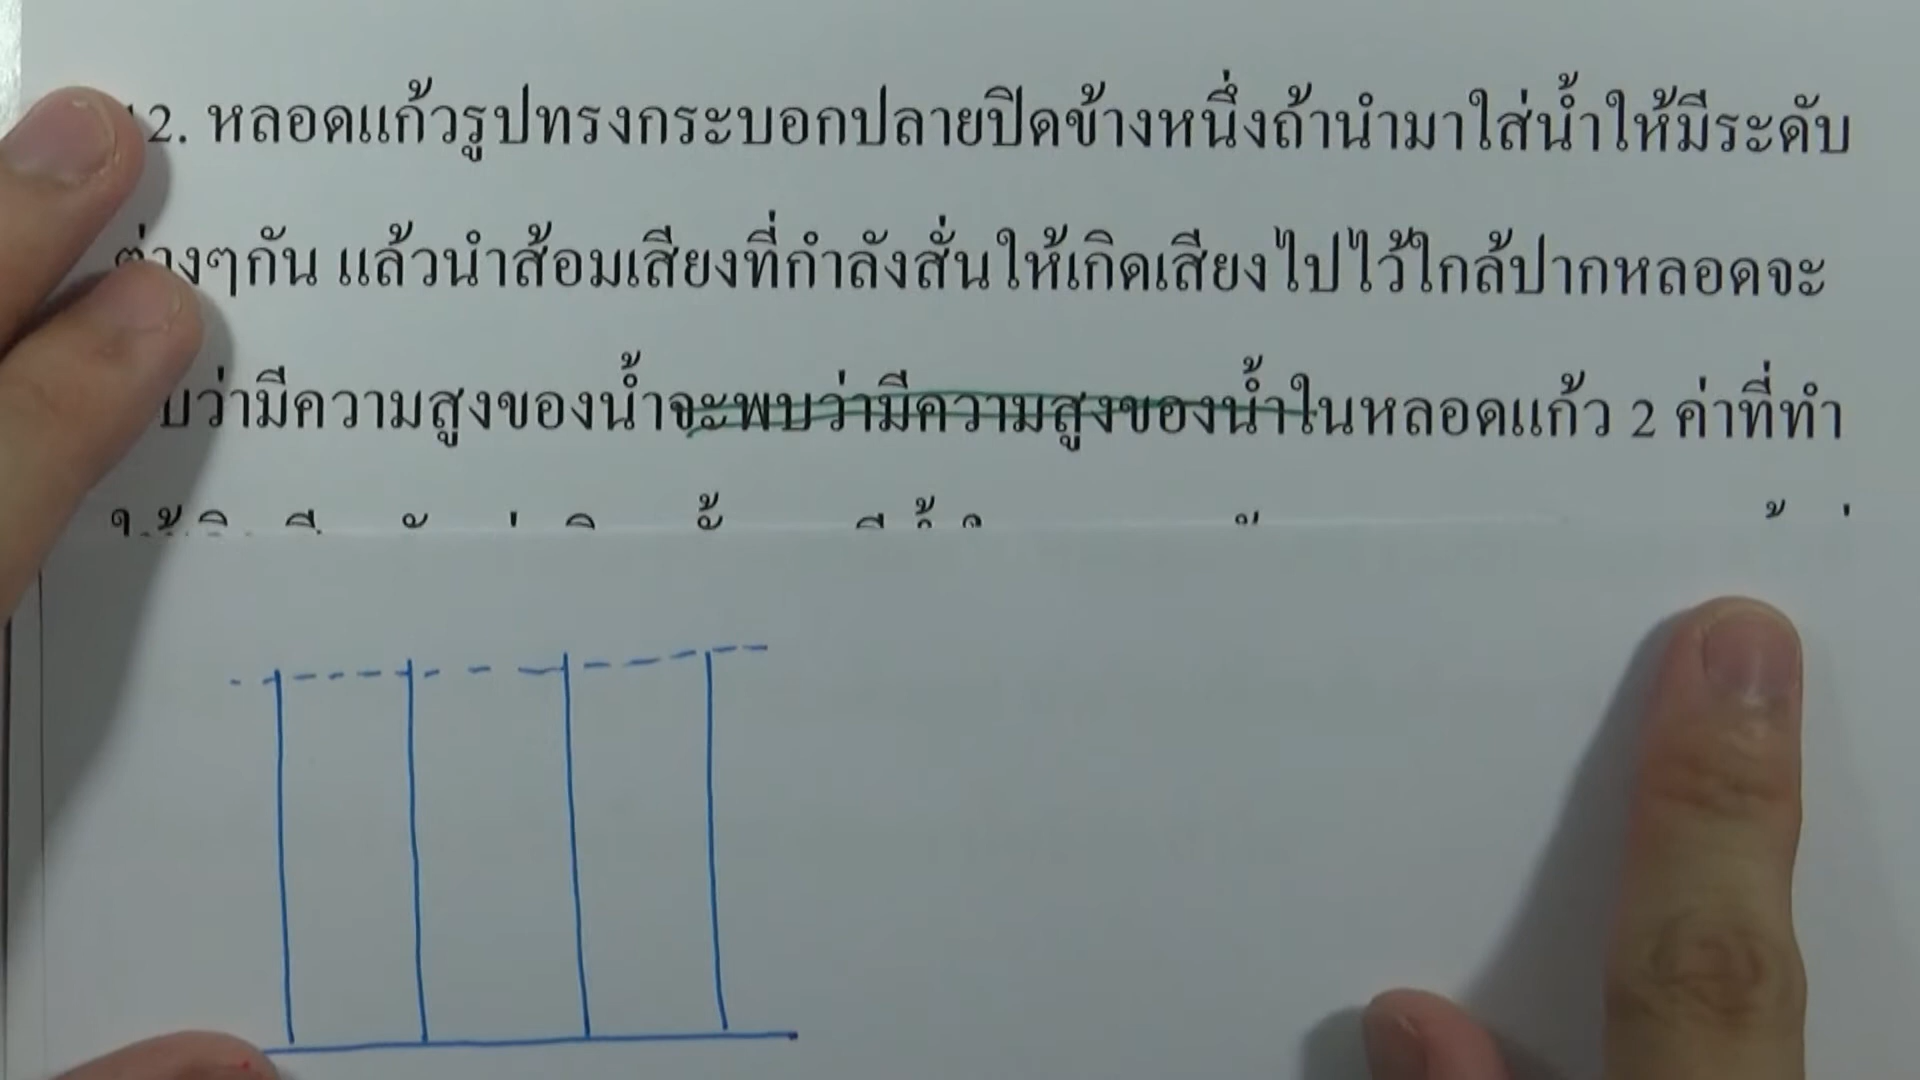 12. หลอดแก้วรูปทรงกระบอกปลายปิดข้างหนึ่งถ้านำมาใส่น้ำให้มีระดับ
ต่างๆกัน แล้วนำส้อมเสียงที่กำลังสั่นให้เกิดเสียงไปไว้ใกล้ปากหลอดจะ
ว่ามีความสูงของน้ำจะพบว่ามีความสูงของน้ำในหลอดแก้ว 2 ค่าที่ทำ